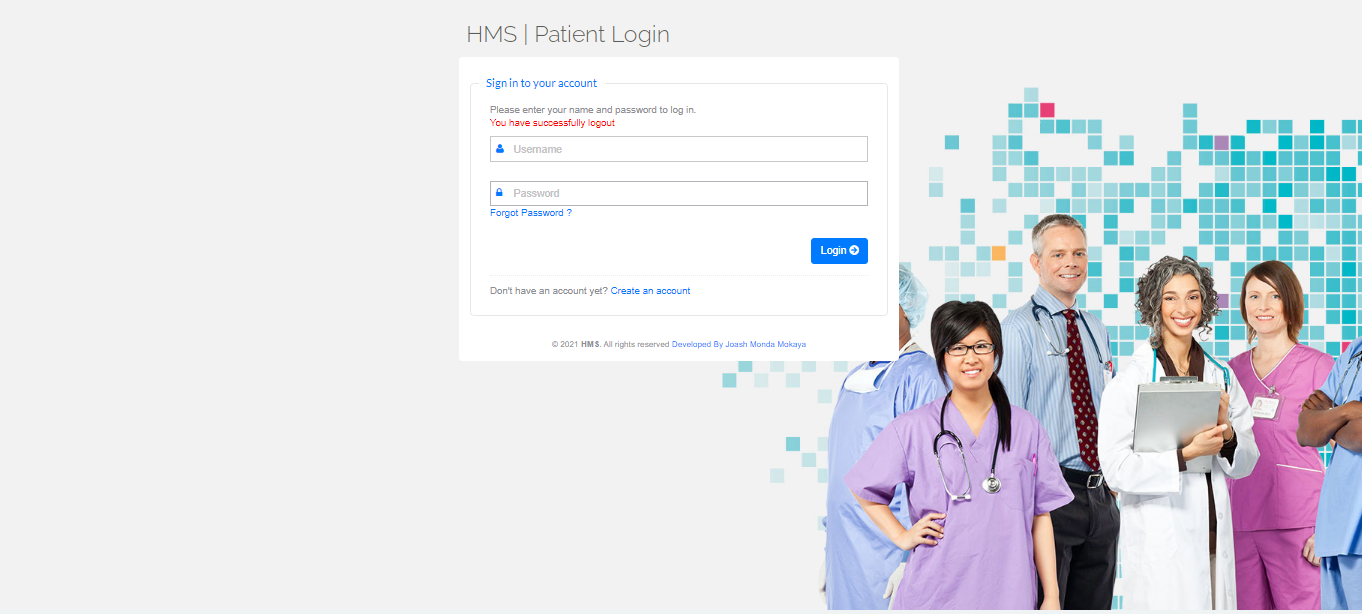 HMS | Patient Login
Sign in to your account
Please enter your name and password to log in.
You have successfully logout
Username
Password
Forgot Password ?
Login
Don't have an account yet? Create an account
© 2021 HMS. All rights reserved Developed By Joash Monda Mokaya